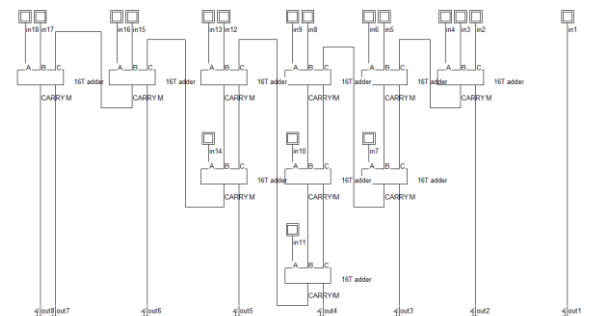 in18 in17 in16 in15 in13 in12 in9 in8 in6 in5 in4 in3 in2 in1
A B C A B C A B C A B C A B C A B C
16T adder 16T adder 16T adder 16T adder 16T adder 16T adder
CARRY M CARRY M CARRY M CARRY M CARRY M CARRY M
in14 in10 in7
A B C A B C A B C
16T adder 16T adder 16T adder
CARRY M CARRY M CARRY M
in11
A B C
16T adder
CARRY M
out8 out7 out6 out5 out4 out3 out2 out1